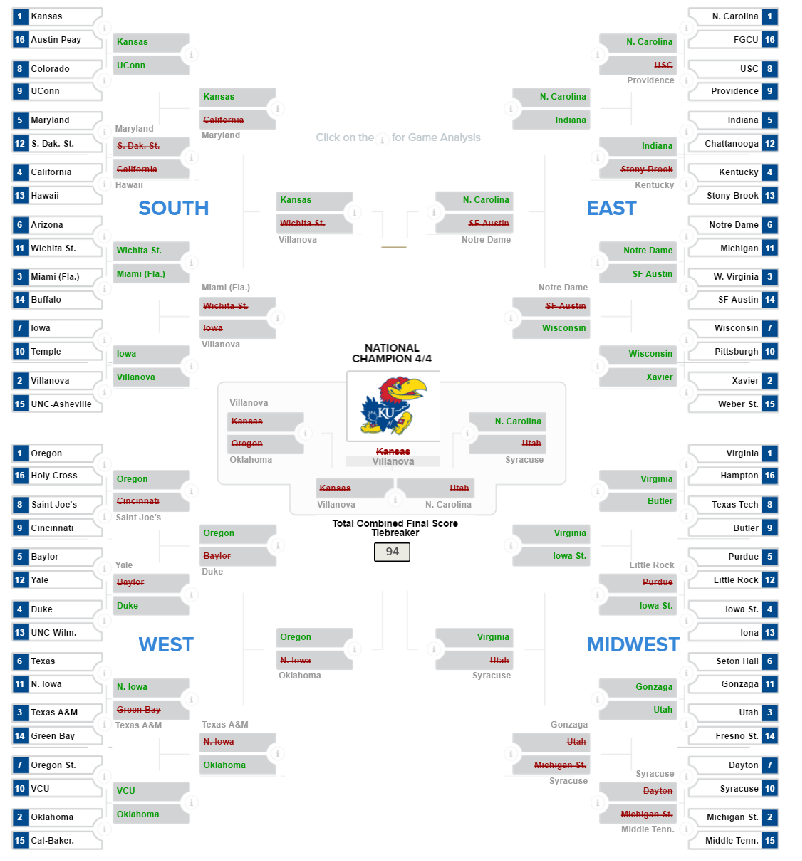 1 Kansas
16 Austin Peay
8 Colorado
9 UConn
5 Maryland
12 S. Dak. St.
4 California
13 Hawaii
6 Arizona
11 Wichita St.
3 Miami (Fla.)
14 Buffalo
7 Iowa
10 Temple
2 Villanova
15 UNC-Asheville
Kansas
UConn
Maryland
S. Dak. St.
California
Hawaii
Wichita St.
Miami (Fla.)
Iowa
Villanova
Kansas
California
Maryland
Miami (Fla.)
Wichita St.
Iowa
Villanova
SOUTH
Kansas
Wichita St.
Villanova
Click on the i for Game Analysis
N. Carolina 1
FGCU 16
USC 8
Providence 9
Indiana 5
Chattanooga 12
Kentucky 4
Stony Brook 13
Notre Dame 6
Michigan 11
W. Virginia 3
SF Austin 14
Wisconsin 7
Pittsburgh 10
Xavier 2
Weber St. 15
N. Carolina
USC
Providence
Indiana
Stony Brook
Kentucky
Notre Dame
SF Austin
Wisconsin
Xavier
N. Carolina
Indiana
Notre Dame
SF Austin
Wisconsin
EAST
N. Carolina
SF Austin
Notre Dame
NATIONAL
CHAMPION 4/4
KU
Kansas
Villanova
Villanova
Kansas
Oregon
Oklahoma
N. Carolina
Utah
Syracuse
Kansas
Villanova
Utah
N. Carolina
Total Combined Final Score
Tiebreaker
94
1 Oregon
16 Holy Cross
8 Saint Joe's
9 Cincinnati
5 Baylor
12 Yale
4 Duke
13 UNC Wilm.
6 Texas
11 N. Iowa
3 Texas A&M
14 Green Bay
7 Oregon St.
10 VCU
2 Oklahoma
15 Cal-Baker.
Oregon
Cincinnati
Saint Joe's
Yale
Baylor
Duke
N. Iowa
Green Bay
Texas A&M
VCU
Oklahoma
Oregon
Baylor
Duke
Texas A&M
N. Iowa
Oklahoma
WEST
Oregon
N. Iowa
Oklahoma
Virginia 1
Hampton 16
Texas Tech 8
Butler 9
Purdue 5
Little Rock 12
Iowa St. 4
Iona 13
Seton Hall 6
Gonzaga 11
Utah 3
Fresno St. 14
Dayton 7
Syracuse 10
Michigan St. 2
Middle Tenn. 15
Virginia
Butler
Little Rock
Purdue
Iowa St.
Gonzaga
Utah
Syracuse
Dayton
Michigan St.
Middle Tenn.
Virginia
Iowa St.
Gonzaga
Utah
Michigan St.
Syracuse
MIDWEST
Virginia
Utah
Syracuse